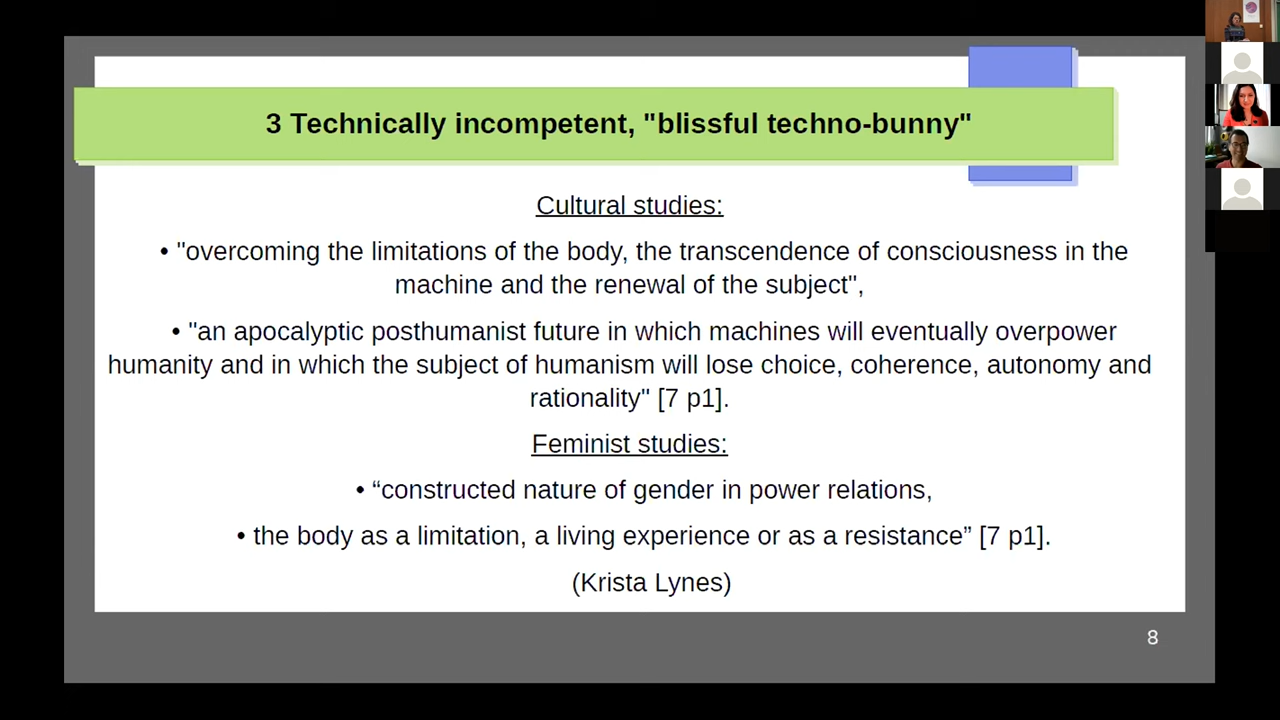 3 Technically incompetent, "blissful techno-bunny"
Cultural studies:
• "overcoming the limitations of the body, the transcendence of consciousness in the
machine and the renewal of the subject",
• "an apocalyptic posthumanist future in which machines will eventually overpower
humanity and in which the subject of humanism will lose choice, coherence, autonomy and
rationality" [7 p1].
Feminist studies:
• “constructed nature of gender in power relations,
• the body as a limitation, a living experience or as a resistance” [7 p1].
(Krista Lynes)
8